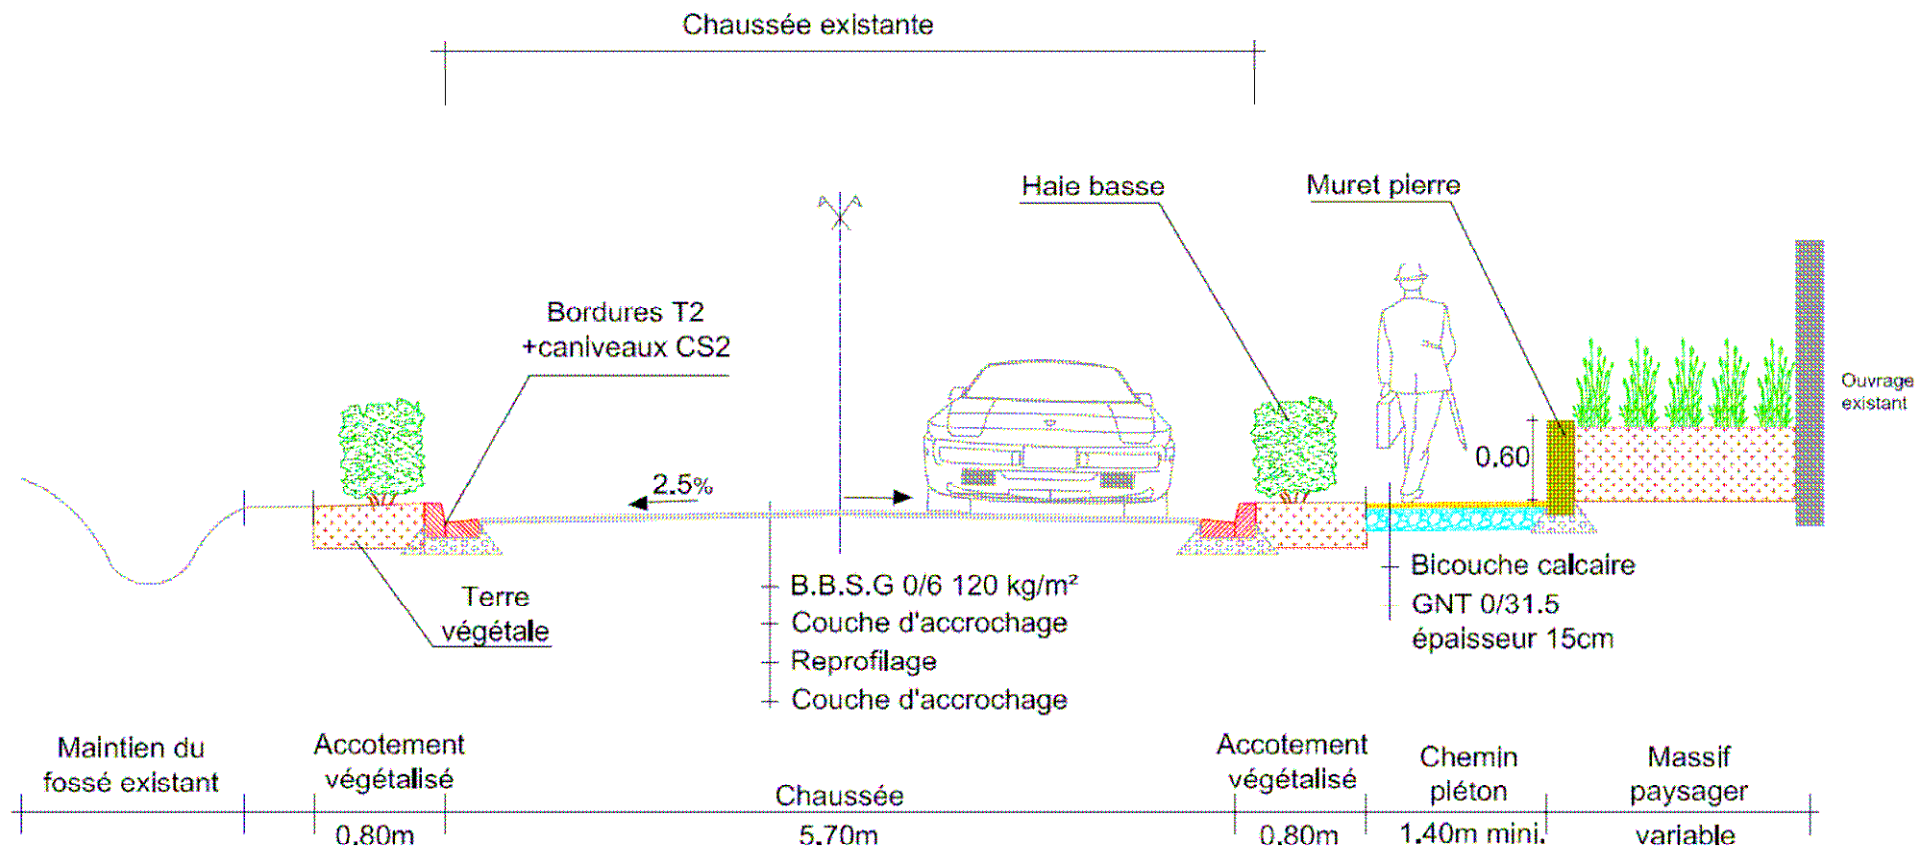 Chaussée existante
Haie basse
Muret pierre
Bordures T2
+caniveaux CS2
Ouvrage
existant
0.60
2.5%
B.B.S.G 0/6 120 kg/m²
Couche d'accrochage
Reprofilage
Couche d'accrochage
Bicouche calcaire
GNT 0/31.5
épaisseur 15cm
Terre
végétale
Maintien du
fossé existant
Accotement
végétalisé
Chaussée
Accotement
végétalisé
Chemin
piéton
Massif
paysager
0.80m
5.70m
0.80m
1.40m mini.
variable